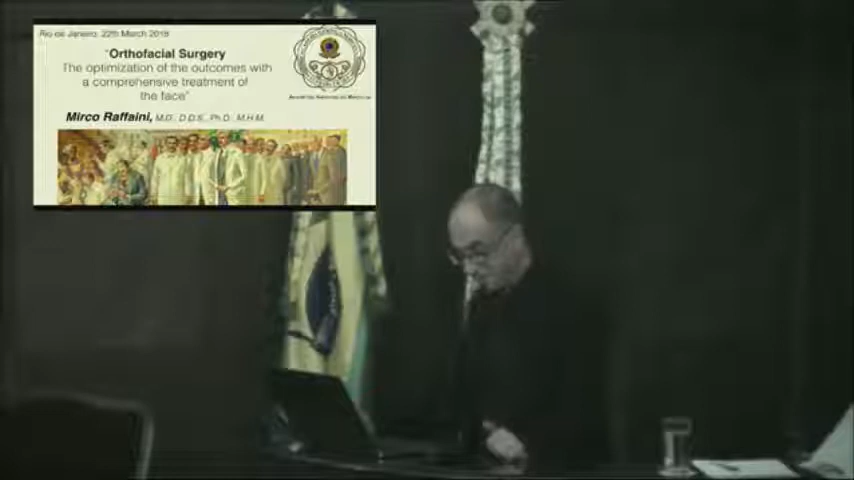 Rio de Janeiro, 22th March 2018
"Orthofacial Surgery
The optimization of the outcomes with
a comprehensive treatment of
the face"
Mirco Raffaini, M.G., D.D.S., Ph.D., M.H.M.